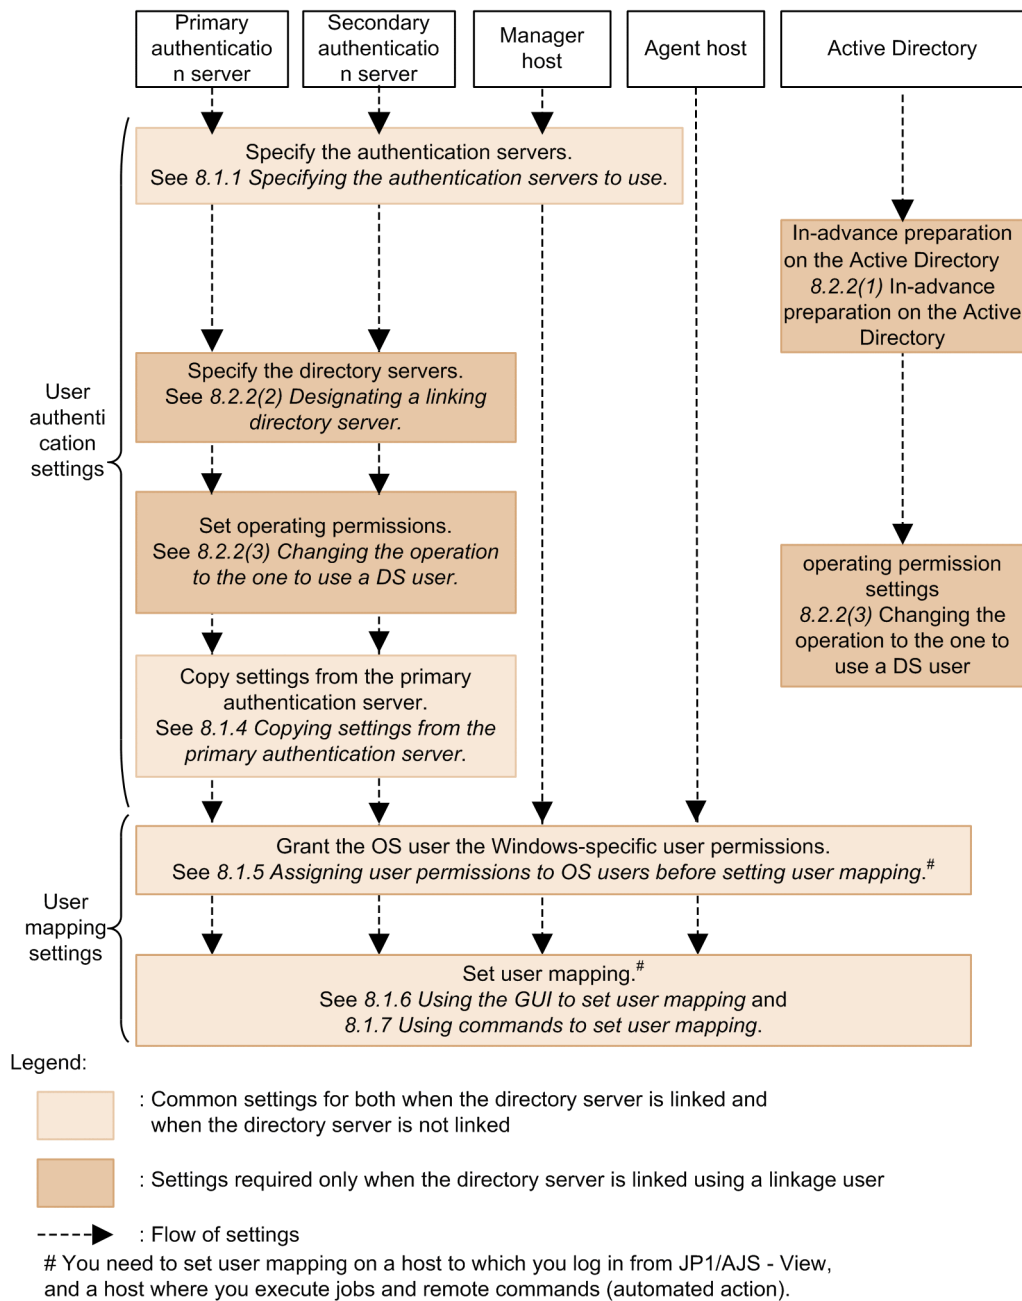 Primary
authenticatio
n server
Secondary
authenticatio
n server
Manager
host
Agent host
Active Directory
Specify the authentication servers.
See 8.1.1 Specifying the authentication servers to use.
In-advance preparation
on the Active Directory
8.2.2(1) In-advance
preparation on the Active
Directory
Specify the directory servers.
See 8.2.2(2) Designating a linking
directory server.
User
authenti
cation
settings
Set operating permissions.
See 8.2.2(3) Changing the operation
to the one to use a DS user.
operating permission
settings
8.2.2(3) Changing the
operation to the one to
use a DS user
Copy settings from the primary
authentication server.
See 8.1.4 Copying settings from the
primary authentication server.
Grant the OS user the Windows-specific user permissions.
See 8.1.5 Assigning user permissions to OS users before setting user mapping.#
User
mapping
settings
Set user mapping.#
See 8.1.6 Using the GUI to set user mapping and
8.1.7 Using commands to set user mapping.
Legend:
: Common settings for both when the directory server is linked and
when the directory server is not linked
: Settings required only when the directory server is linked using a linkage user
: Flow of settings
# You need to set user mapping on a host to which you log in from JP1/AJS - View,
and a host where you execute jobs and remote commands (automated action).